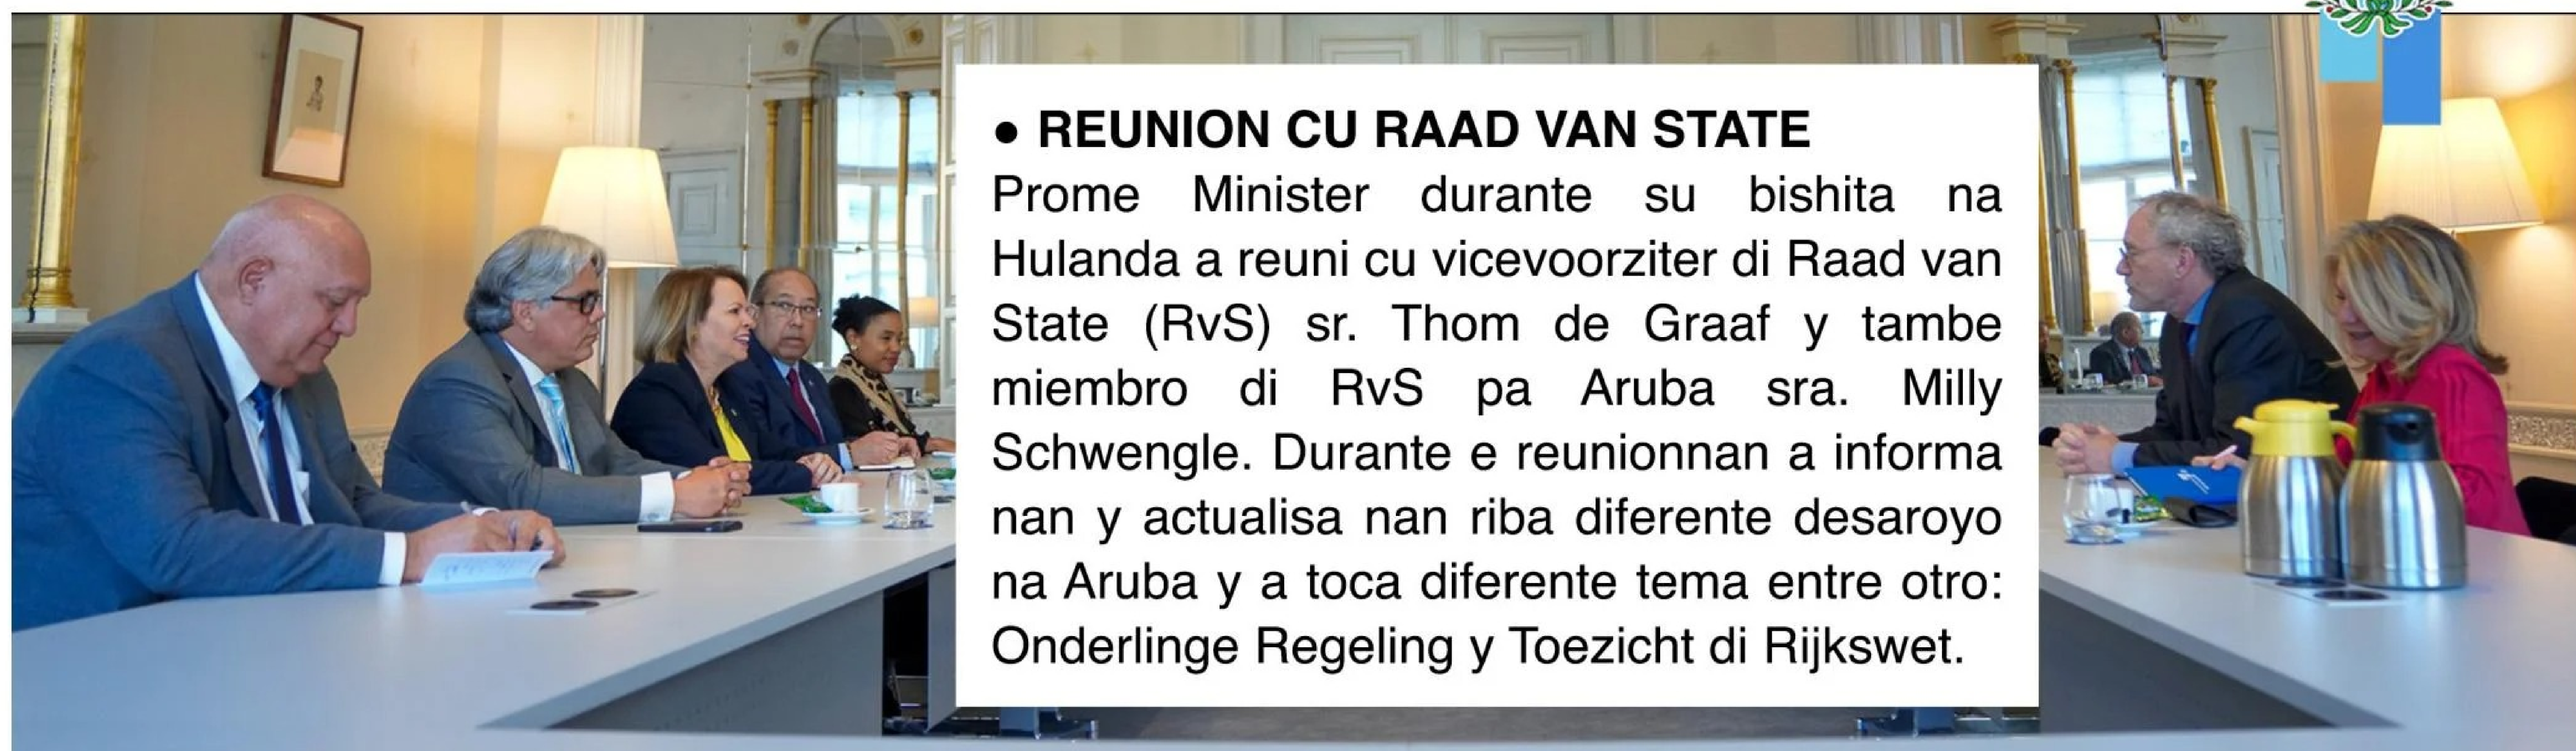 ● REUNION CU RAAD VAN STATE
Prome Minister durante su bishita na
Hulanda a reuni cu vicevoorziter di Raad van
State (RvS) sr. Thom de Graaf y tambe
miembro di RvS pa Aruba sra. Milly
Schwengle. Durante e reunionnan a informa
nan y actualisa nan riba diferente desaroyo
na Aruba y a toca diferente tema entre otro:
Onderlinge Regeling y Toezicht di Rijkswet.